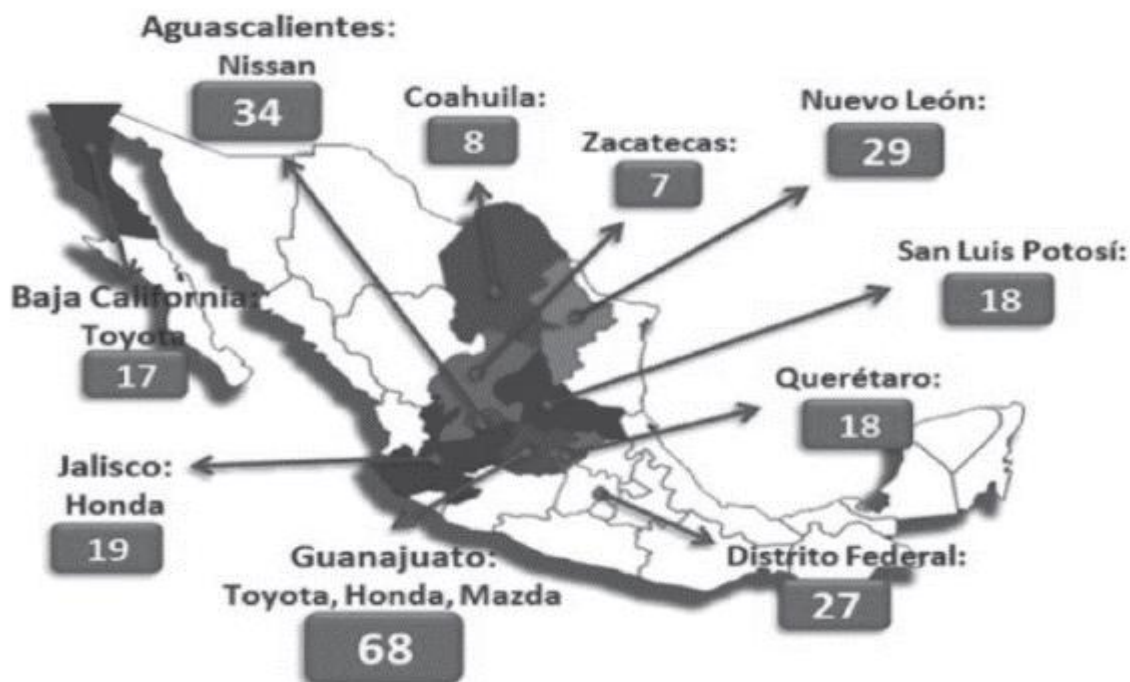 Aguascalientes:
Nissan
34
Coahuila:
8
Zacatecas:
7
Nuevo León:
29
San Luis Potosí:
18
Baja California:
Toyota
17
Querétaro:
18
Jalisco:
Honda
19
Guanajuato:
Toyota, Honda, Mazda
68
Distrito Federal:
27